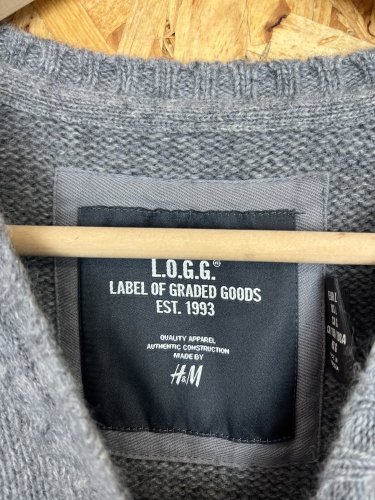 L.O.G.G.®
LABEL OF GRADED GOODS
EST. 1993
QUALITY APPAREL
AUTHENTIC CONSTRUCTION
MADE BY
H&M